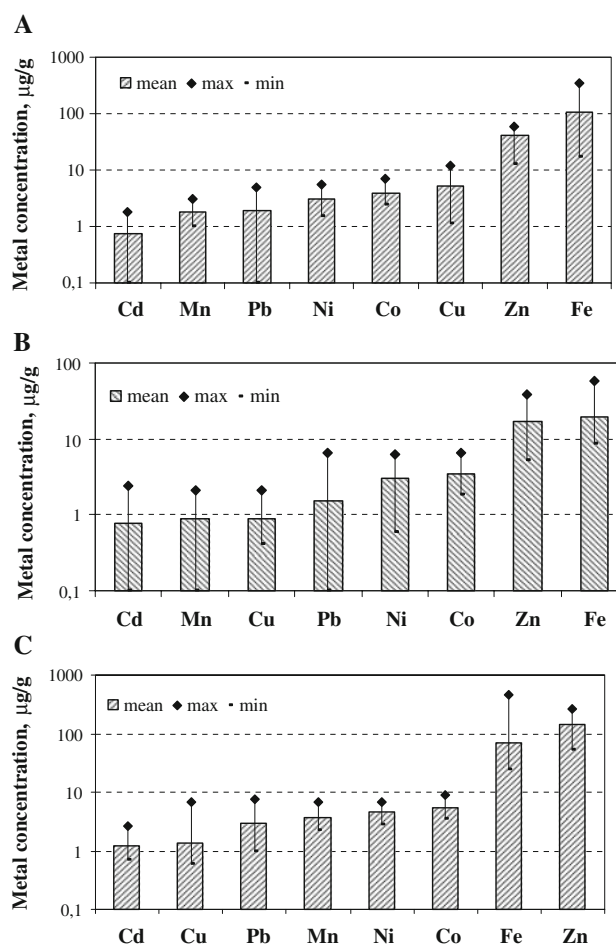 A
Metal concentration, µg/g
1000
100
10
1
0,1
mean max min
Cd Mn Pb Ni Co Cu Zn Fe
B
Metal concentration, µg/g
100
10
1
0,1
mean max min
Cd Mn Cu Pb Ni Co Zn Fe
C
Metal concentration, µg/g
1000
100
10
1
0,1
mean max min
Cd Cu Pb Mn Ni Co Fe Zn